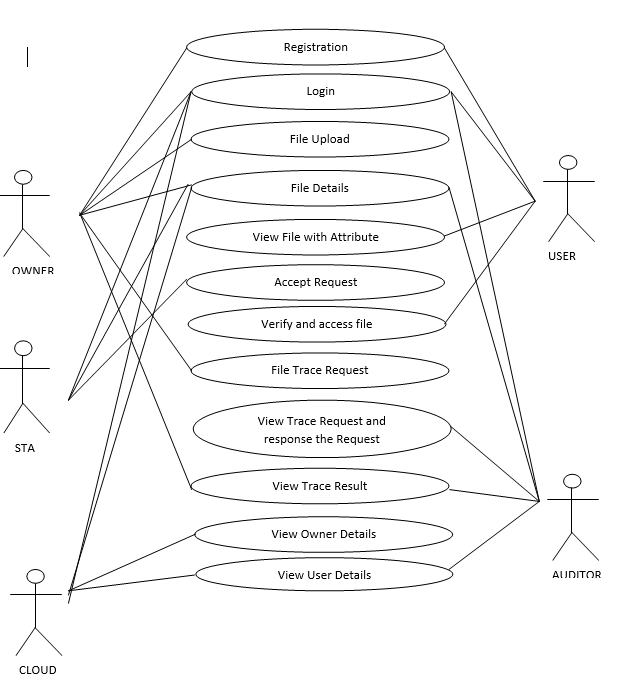 Registration
Login
File Upload
File Details
View File with Attribute
Accept Request
Verify and access file
File Trace Request
View Trace Request and
response the Request
View Trace Result
View Owner Details
View User Details
OWNER
STA
CLOUD
USER
AUDITOR